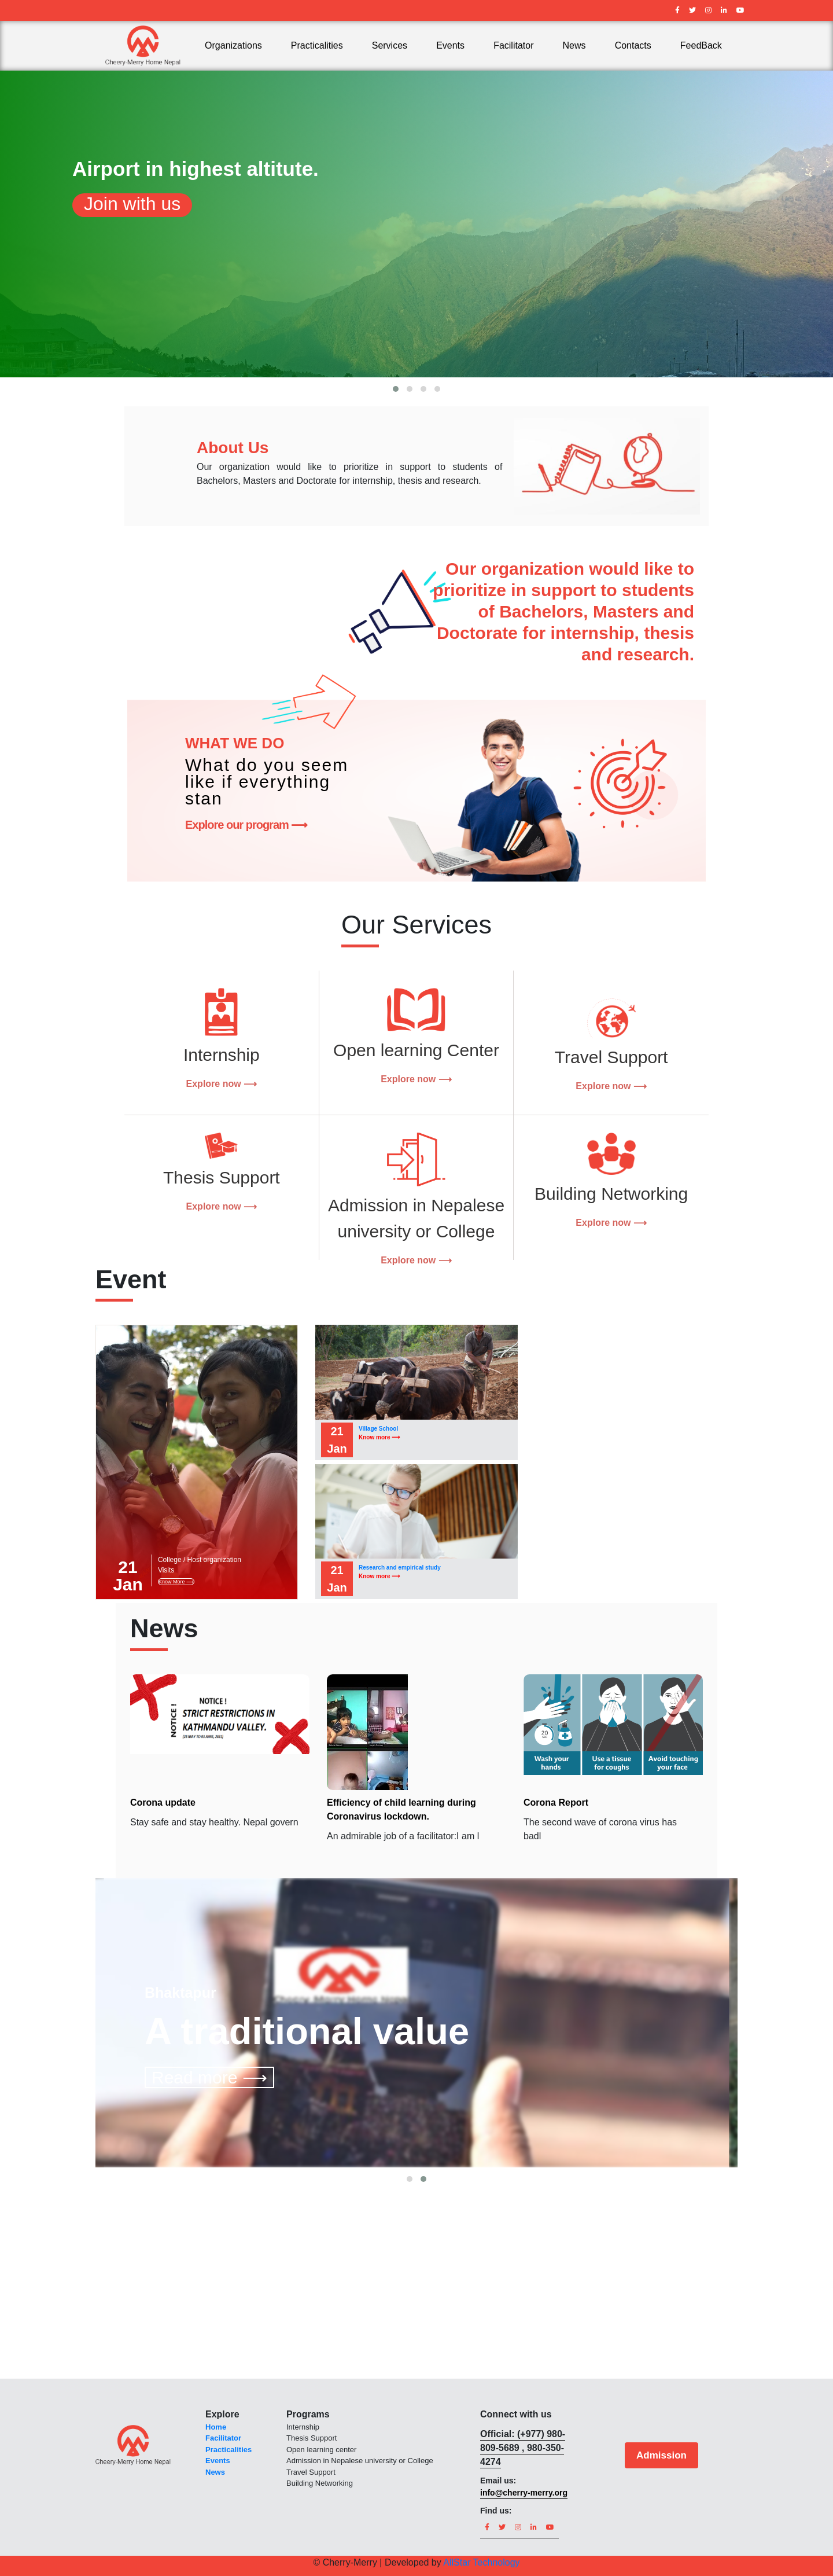 Cheery-Merry Home Nepal
Organizations Practicalities Services Events Facilitator News Contacts FeedBack
Airport in highest altitute.
Join with us
About Us
Our organization would like to prioritize in support to students of
Bachelors, Masters and Doctorate for internship, thesis and research.
Our organization would like to
prioritize in support to students
of Bachelors, Masters and
Doctorate for internship, thesis
and research.
WHAT WE DO
What do you seem
like if everything
stan
Explore our program ⟶
Our Services
Internship
Explore now ⟶
Open learning Center
Explore now ⟶
Travel Support
Explore now ⟶
Thesis Support
Explore now ⟶
Admission in Nepalese
university or College
Explore now ⟶
Building Networking
Explore now ⟶
Event
21
Jan
College / Host organization
Visits
Know More ⟶
21
Jan
Village School
Know more ⟶
21
Jan
Research and empirical study
Know more ⟶
News
NOTICE !
NOTICE !
STRICT RESTRICTIONS IN
KATHMANDU VALLEY.
Corona update
Stay safe and stay healthy. Nepal govern
Efficiency of child learning during
Coronavirus lockdown.
An admirable job of a facilitator:I am l
20
Wash your
hands
Use a tissue
for coughs
Avoid touching
your face
Corona Report
The second wave of corona virus has
badl
Bhaktapur
A traditional value
Read more ⟶
Cheery-Merry Home Nepal
Explore
Home
Facilitator
Practicalities
Events
News
Programs
Internship
Thesis Support
Open learning center
Admission in Nepalese university or College
Travel Support
Building Networking
Connect with us
Official: (+977) 980-
809-5689 , 980-350-
4274
Email us:
info@cherry-merry.org
Find us:
Admission
© Cherry-Merry | Developed by